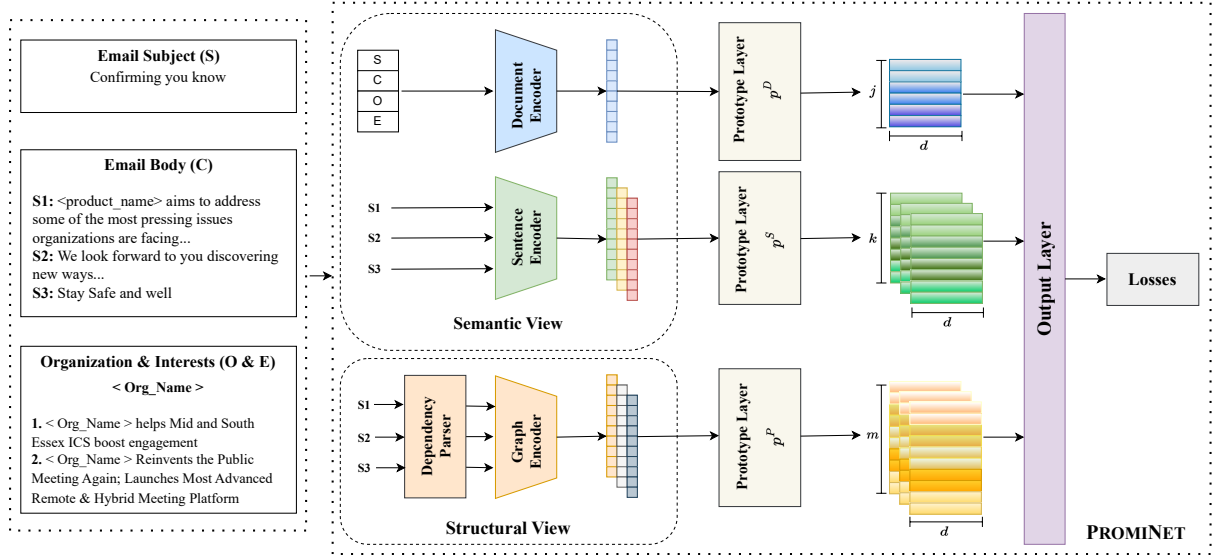 Email Subject (S)
Confirming you know
Email Body (C)
S1: <product_name> aims to address
some of the most pressing issues
organizations are facing...
S2: We look forward to you discovering
new ways...
S3: Stay Safe and well
Organization & Interests (O & E)
< Org_Name >
1. < Org_Name > helps Mid and South
Essex ICS boost engagement
2. < Org_Name > Reinvents the Public
Meeting Again; Launches Most Advanced
Remote & Hybrid Meeting Platform
S
C
O
E
Document
Encoder
Prototype Layer
p^D
j
d
S1
S2
S3
Sentence
Encoder
Semantic View
Prototype Layer
p^S
k
d
S1
S2
S3
Dependency
Parser
Graph
Encoder
Structural View
Prototype Layer
p^P
m
d
Output Layer
Losses
PROMINET